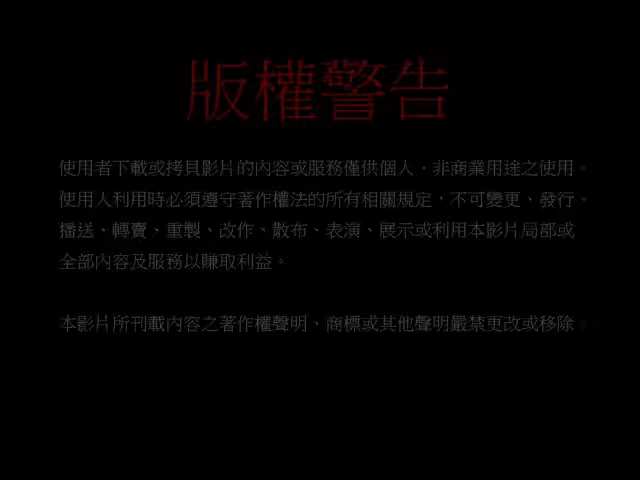 版權警告
使用者下載或拷貝影片的內容或服務僅供個人、非商業用途之使用。
使用人利用時必須遵守著作權法的所有相關規定，不可變更、發行、
播送、轉賣、重製、改作、散布、表演、展示或利用本影片局部或
全部內容及服務以賺取利益。
本影片所刊載內容之著作權聲明、商標或其他聲明嚴禁更改或移除。